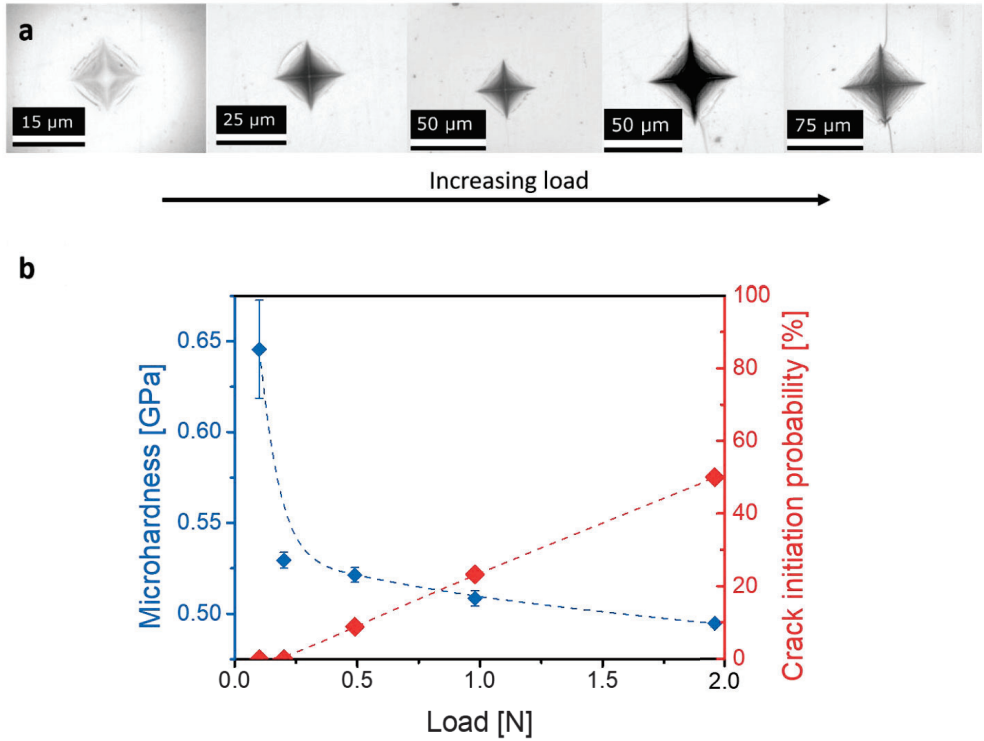 a
15 µm
25 µm
50 µm
50 µm
75 µm
Increasing load
b
Microhardness [GPa]
0.65
0.60
0.55
0.50
100
80
60
40
20
0
Crack initiation probability [%]
0.0
0.5
1.0
1.5
2.0
Load [N]